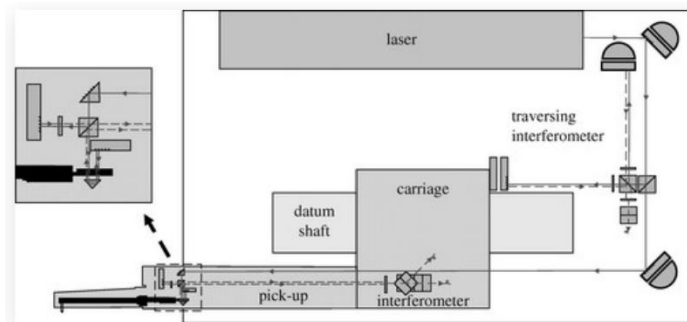 laser
traversing
interferometer
carriage
datum
shaft
pick-up
interferometer